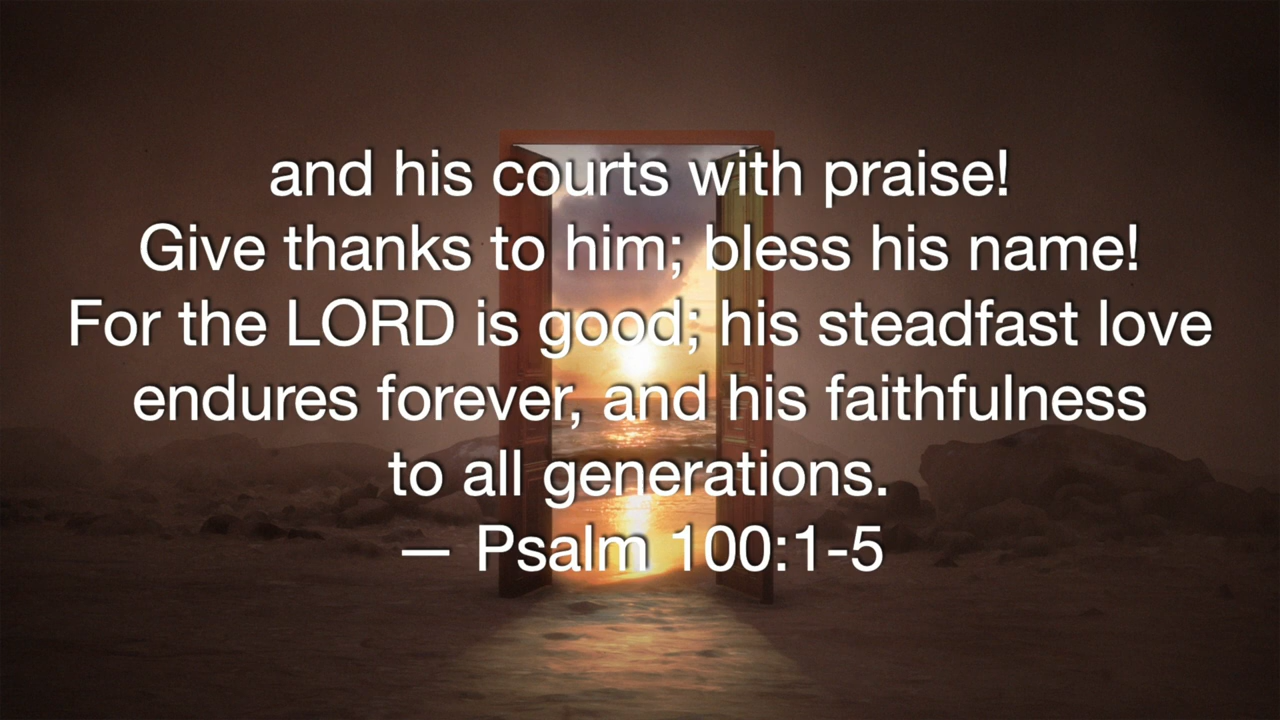 and his courts with praise!
Give thanks to him; bless his name!
For the LORD is good; his steadfast love
endures forever, and his faithfulness
to all generations.
— Psalm 100:1-5